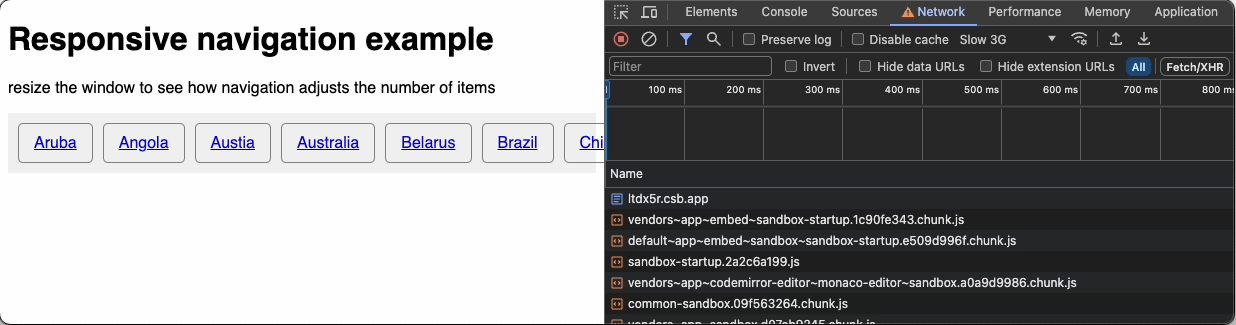 Responsive navigation example
resize the window to see how navigation adjusts the number of items
Aruba Angola Austia Australia Belarus Brazil Chi
Elements Console Sources Network Performance Memory Application
Preserve log Disable cache Slow 3G
Filter Invert Hide data URLs Hide extension URLs All Fetch/XHR
100 ms 200 ms 300 ms 400 ms 500 ms 600 ms 700 ms 800 ms
Name
ltdx5r.csb.app
vendors~app~embed~sandbox-startup.1c90fe343.chunk.js
default~app~embed~sandbox~sandbox-startup.e509d996f.chunk.js
sandbox-startup.2a2c6a199.js
vendors~app~codemirror-editor~monaco-editor~sandbox.a0a9d9986.chunk.js
common-sandbox.09f563264.chunk.js